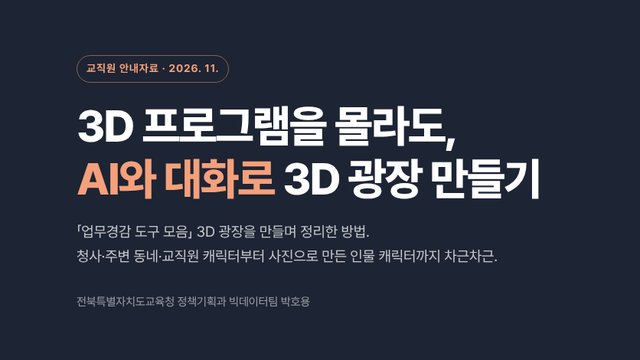 교직원 안내자료 · 2026. 11.
3D 프로그램을 몰라도,
AI와 대화로 3D 광장 만들기
「업무경감 도구 모음」 3D 광장을 만들며 정리한 방법.
청사·주변 동네·교직원 캐릭터부터 사진으로 만든 인물 캐릭터까지 차근차근.
전북특별자치도교육청 정책기획과 빅데이터팀 박호용